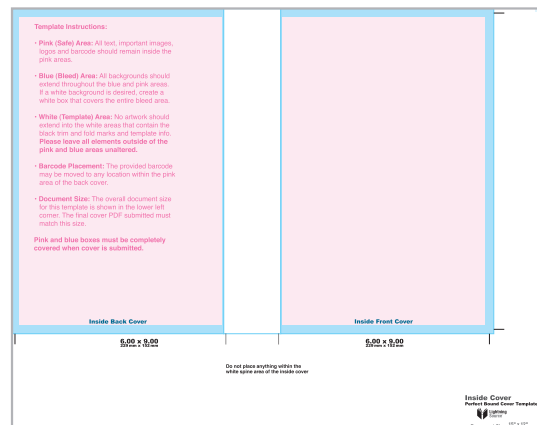 Template Instructions:
• Pink (Safe) Area: All text, important images,
logos and barcode should remain inside the
pink areas.
• Blue (Bleed) Area: All backgrounds should
extend throughout the blue and pink areas.
If a white background is desired, create a
white box that covers the entire bleed area.
• White (Template) Area: No artwork should
extend into the white areas that contain the
black trim and fold marks and template info.
Please leave all elements outside of the
pink and blue areas unaltered.
• Barcode Placement: The provided barcode
may be moved to any location within the pink
area of the back cover.
• Document Size: The overall document size
for this template is shown in the lower left
corner. The final cover PDF submitted must
match this size.
Pink and blue boxes must be completely
covered when cover is submitted.
Inside Back Cover
Inside Front Cover
6.00 x 9.00
229 mm x 152 mm
6.00 x 9.00
229 mm x 152 mm
Do not place anything within the
white spine area of the inside cover
Inside Cover
Perfect Bound Cover Template
Lightning
Source